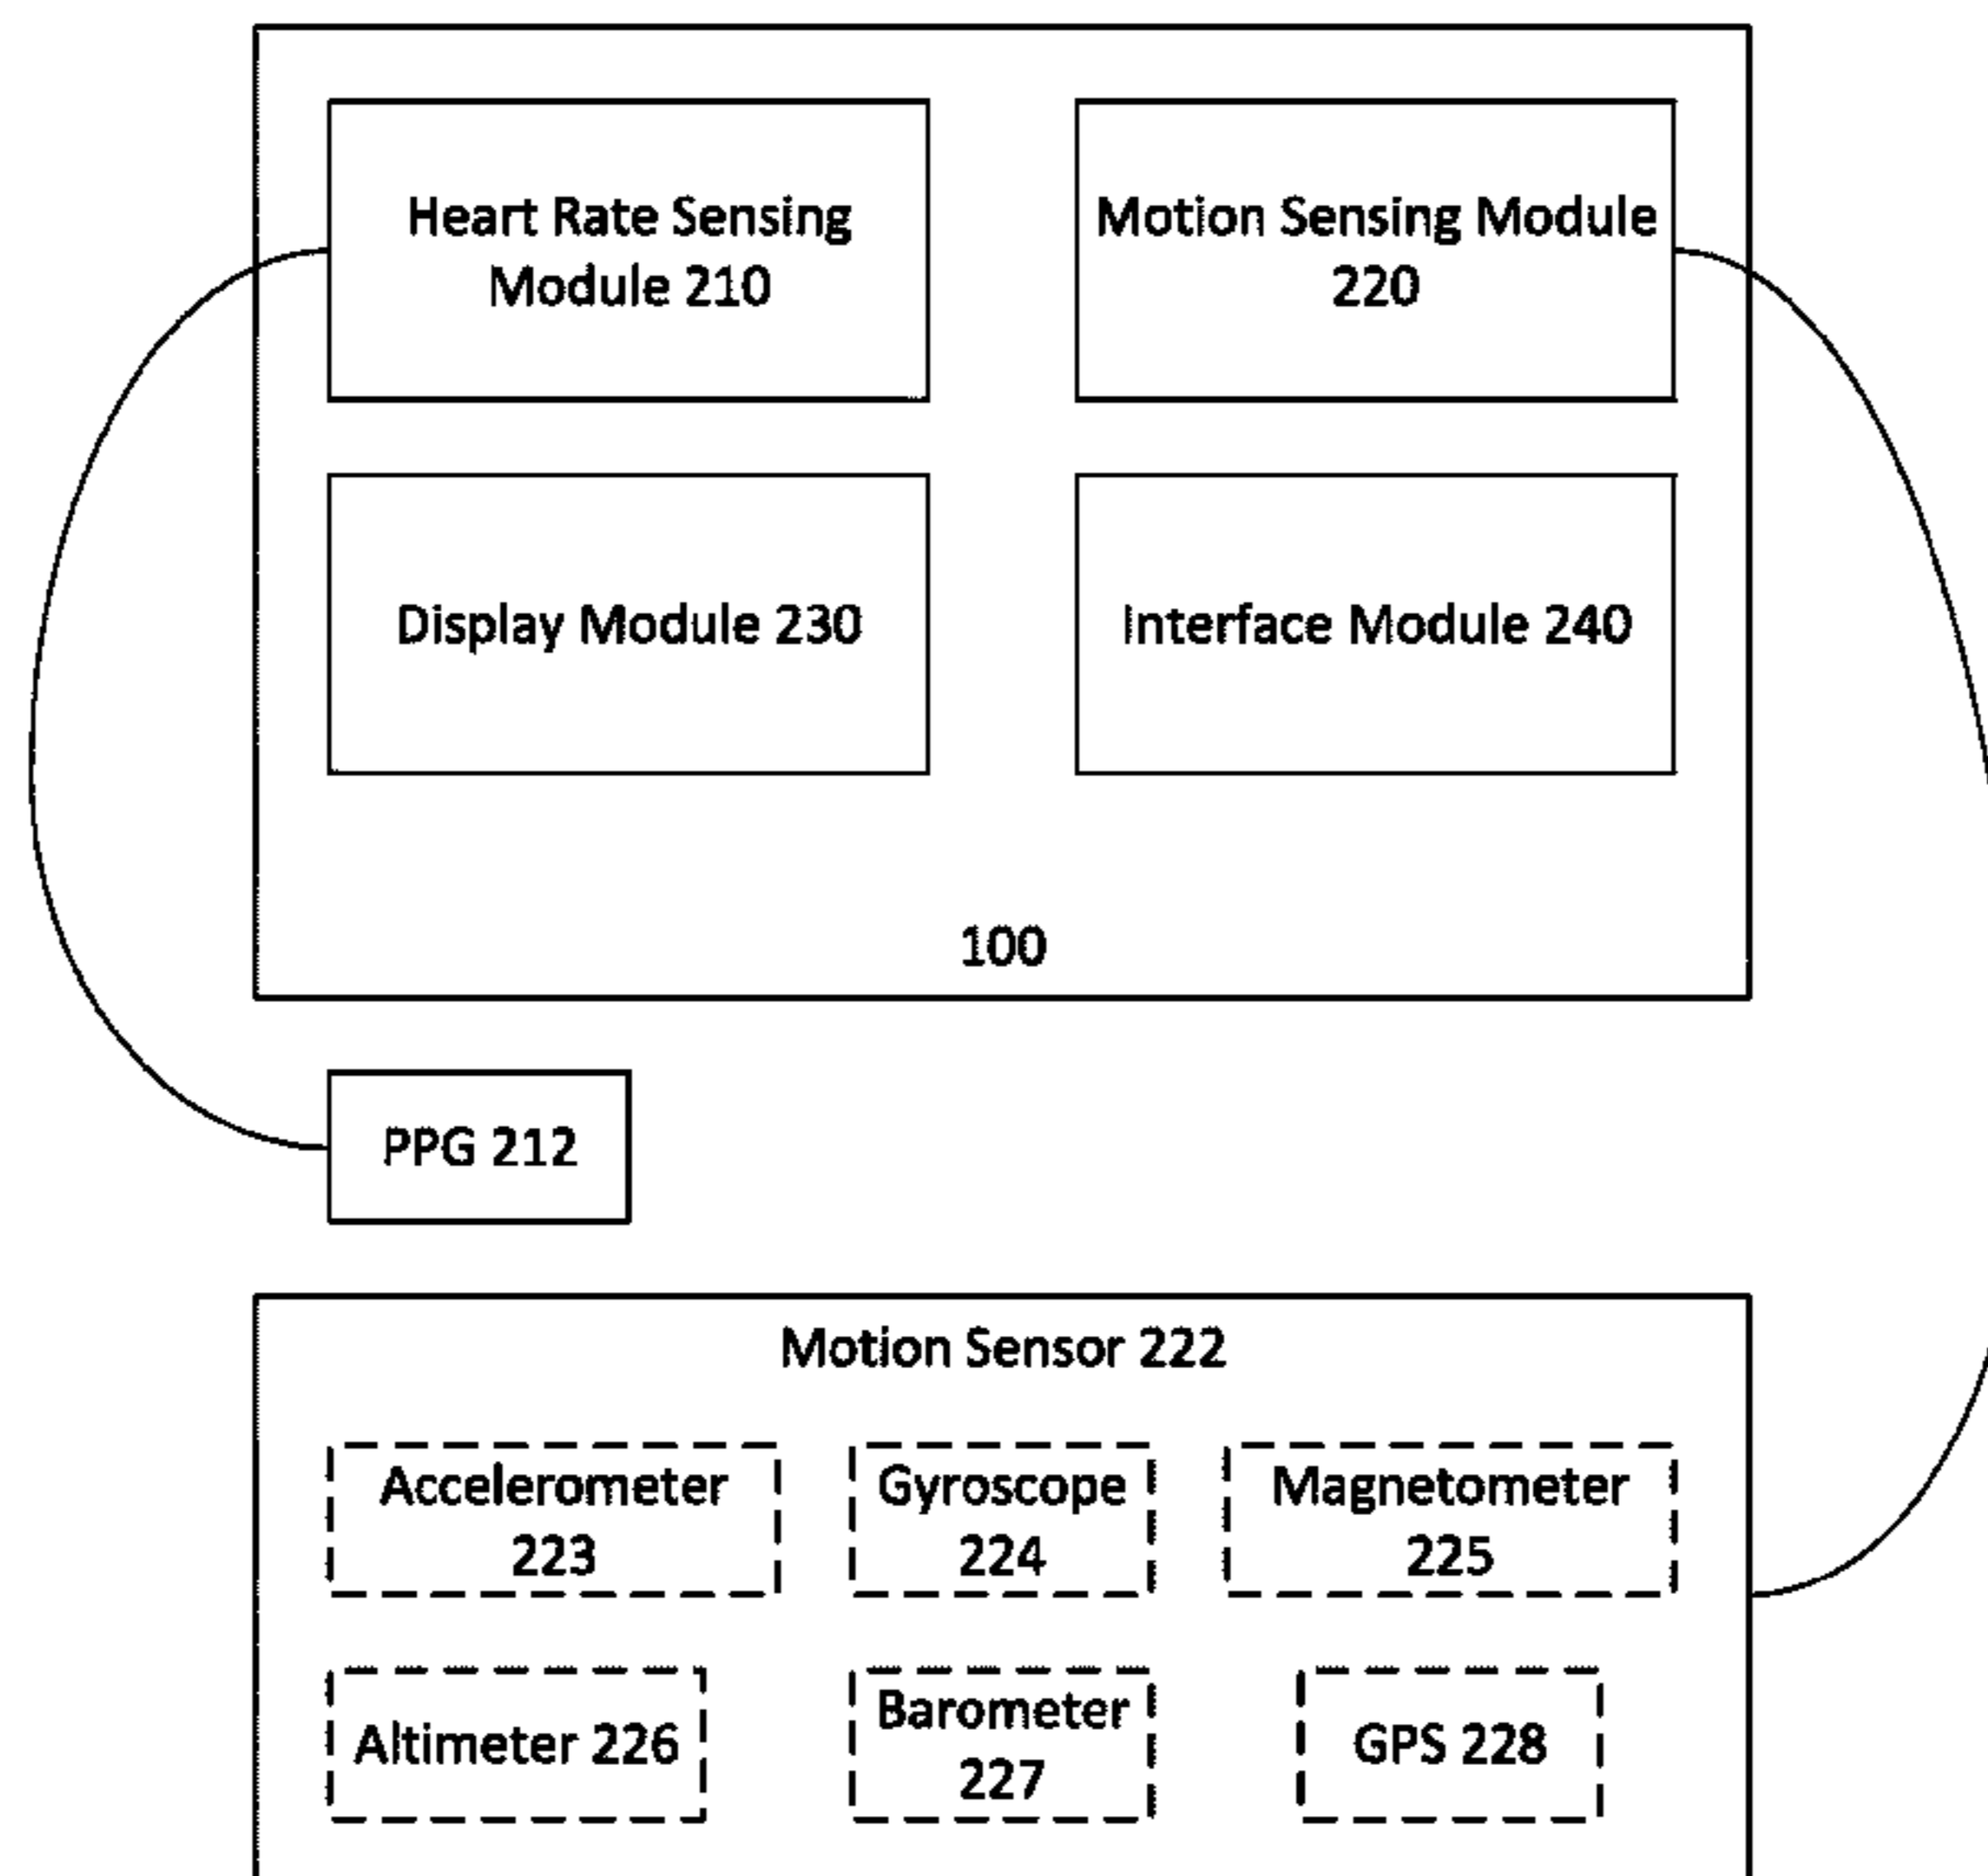 Heart Rate Sensing
Module 210
Motion Sensing Module
220
Display Module 230
Interface Module 240
100
PPG 212
Motion Sensor 222
Accelerometer
223
Gyroscope
224
Magnetometer
225
Altimeter 226
Barometer
227
GPS 228